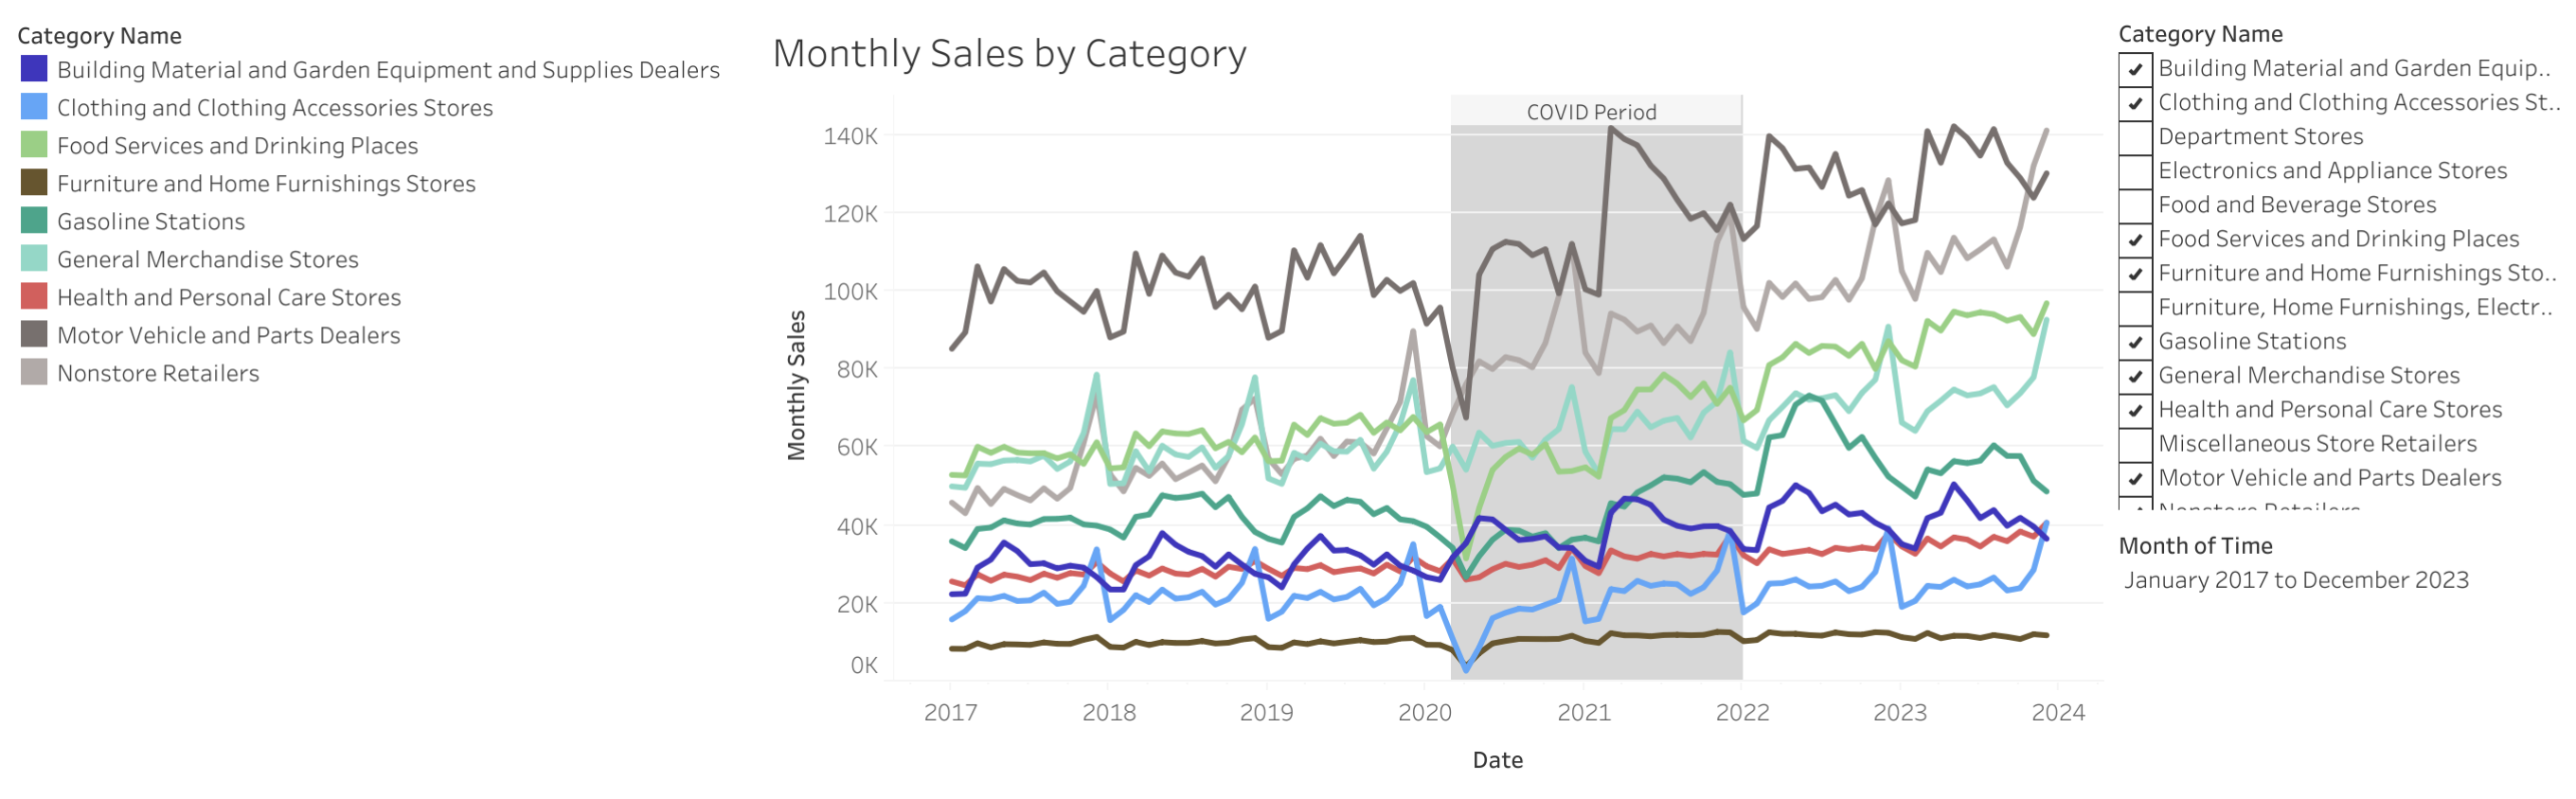 Category Name
Building Material and Garden Equipment and Supplies Dealers
Clothing and Clothing Accessories Stores
Food Services and Drinking Places
Furniture and Home Furnishings Stores
Gasoline Stations
General Merchandise Stores
Health and Personal Care Stores
Motor Vehicle and Parts Dealers
Nonstore Retailers
Monthly Sales by Category
COVID Period
Monthly Sales
140K
120K
100K
80K
60K
40K
20K
0K
2017
2018
2019
2020
2021
2022
2023
2024
Date
Category Name
Building Material and Garden Equip..
Clothing and Clothing Accessories St..
Department Stores
Electronics and Appliance Stores
Food and Beverage Stores
Food Services and Drinking Places
Furniture and Home Furnishings Sto..
Furniture, Home Furnishings, Electr..
Gasoline Stations
General Merchandise Stores
Health and Personal Care Stores
Miscellaneous Store Retailers
Motor Vehicle and Parts Dealers
Nonstore Retailers
Month of Time
January 2017 to December 2023